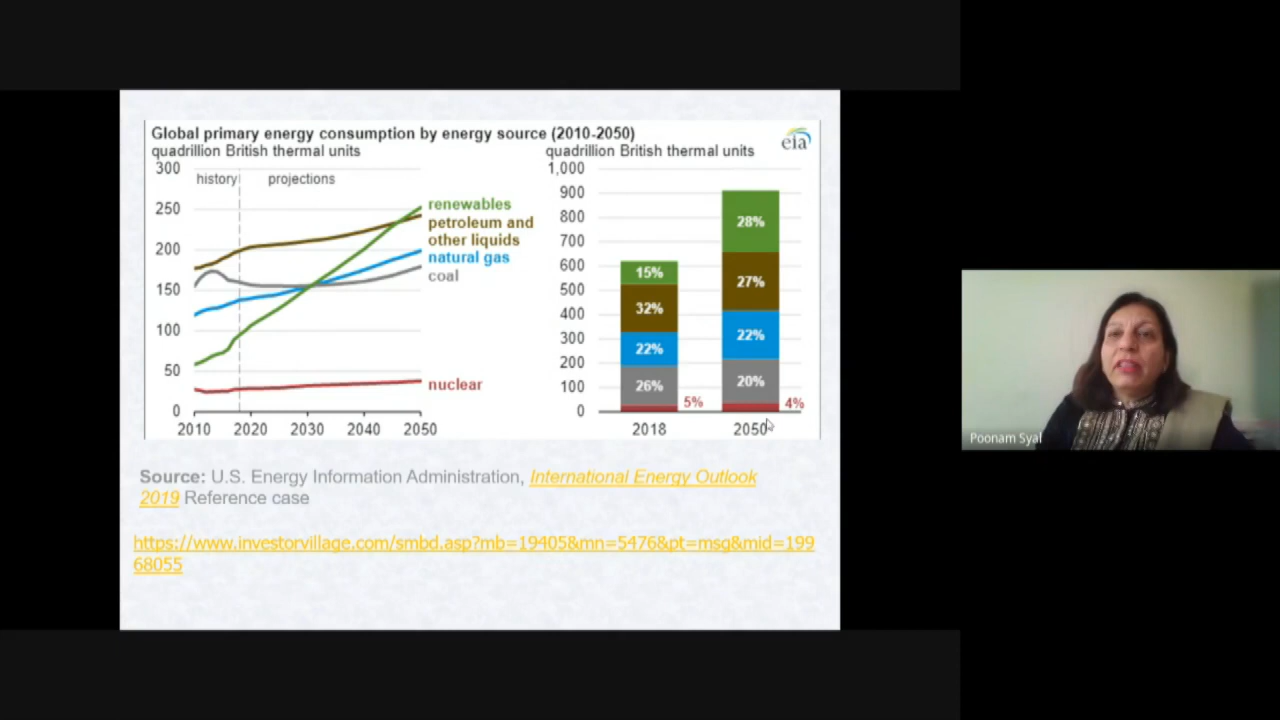 Global primary energy consumption by energy source (2010-2050)
quadrillion British thermal units
quadrillion British thermal units
eia
300
250
200
150
100
50
0
history
projections
renewables
petroleum and
other liquids
natural gas
coal
nuclear
2010 2020 2030 2040 2050
1,000
900
800
700
600
500
400
300
200
100
0
15%
32%
22%
26%
5%
28%
27%
22%
20%
4%
2018 2050
Source: U.S. Energy Information Administration, International Energy Outlook
2019 Reference case
https://www.investorvillage.com/smbd.asp?mb=19405&mn=5476&pt=msg&mid=199
68055
Poonam Syal